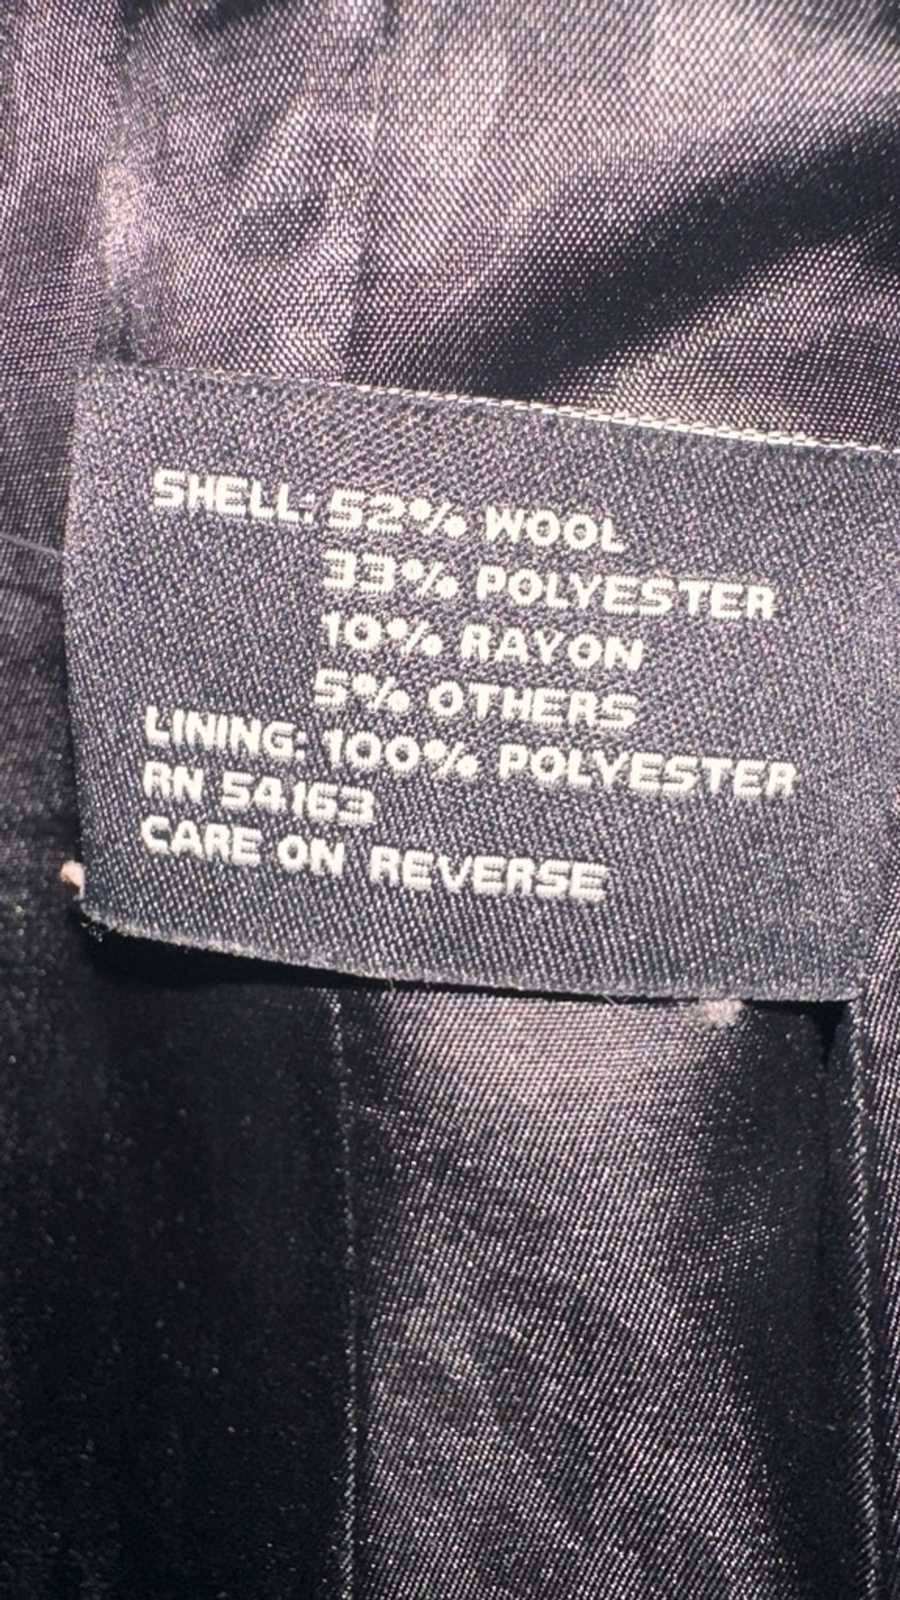 SHELL: 52% WOOL
33% POLYESTER
10% RAYON
5% OTHERS
LINING: 100% POLYESTER
RN 54163
CARE ON REVERSE